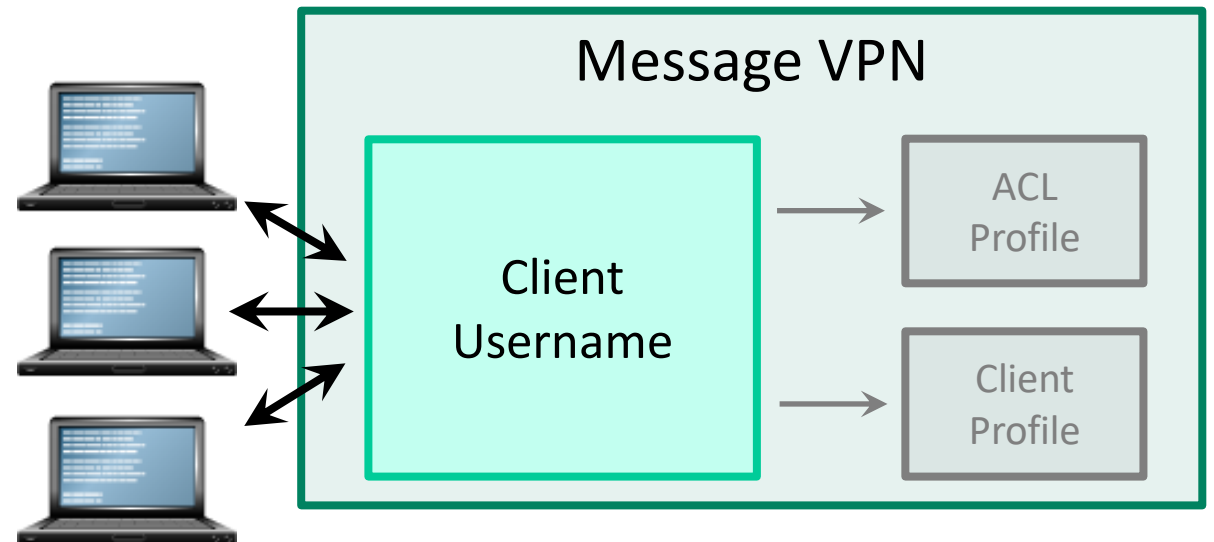 Message VPN
Client
Username
ACL
Profile
Client
Profile